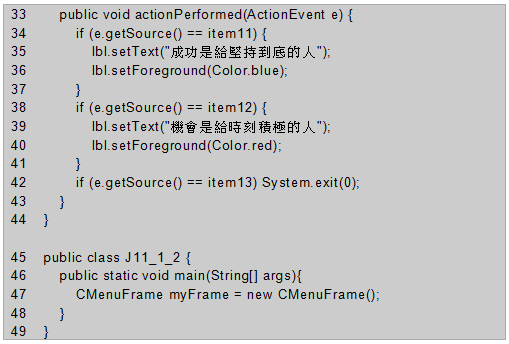 33 public void actionPerformed(ActionEvent e) {
34 if (e.getSource() == item11) {
35 lbl.setText("成功是給堅持到底的人");
36 lbl.setForeground(Color.blue);
37 }
38 if (e.getSource() == item12) {
39 lbl.setText("機會是給時刻積極的人");
40 lbl.setForeground(Color.red);
41 }
42 if (e.getSource() == item13) System.exit(0);
43 }
44 }
45 public class J11_1_2 {
46 public static void main(String[] args){
47 CMenuFrame myFrame = new CMenuFrame();
48 }
49 }